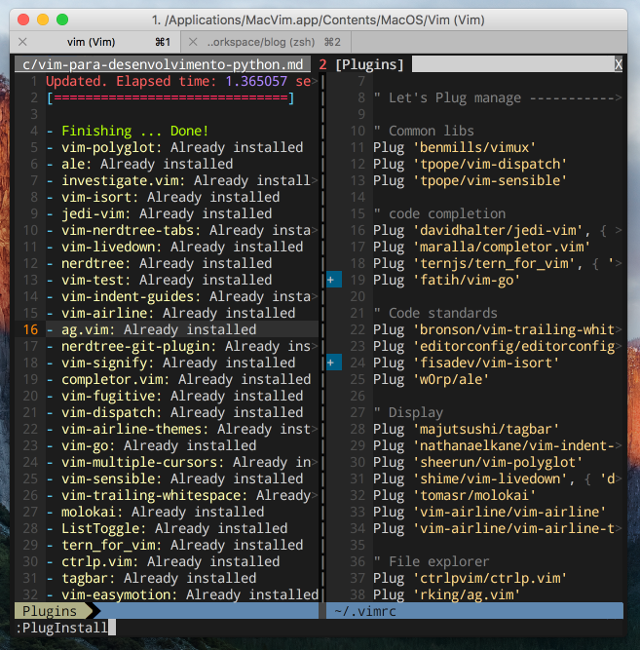 1. /Applications/MacVim.app/Contents/MacOS/Vim (Vim)
vim (Vim) ⌘1
..orkspace/blog (zsh) ⌘2
c/vim-para-desenvolvimento-python.md 2 [Plugins] X
1 Updated. Elapsed time: 1.365057 se>
2 [==============================]
3
4 - Finishing ... Done!
5 - vim-polyglot: Already installed
6 - ale: Already installed
7 - investigate.vim: Already install>
8 - vim-isort: Already installed
9 - jedi-vim: Already installed
10 - vim-nerdtree-tabs: Already insta>
11 - vim-livedown: Already installed
12 - nerdtree: Already installed
13 - vim-test: Already installed
14 - vim-indent-guides: Already insta>
15 - vim-airline: Already installed
16 - ag.vim: Already installed
17 - nerdtree-git-plugin: Already ins>
18 - vim-signify: Already installed
19 - completor.vim: Already installed
20 - vim-fugitive: Already installed
21 - vim-dispatch: Already installed
22 - vim-airline-themes: Already inst>
23 - vim-go: Already installed
24 - vim-multiple-cursors: Already in>
25 - vim-sensible: Already installed
26 - vim-trailing-whitespace: Already>
27 - molokai: Already installed
28 - ListToggle: Already installed
29 - tern_for_vim: Already installed
30 - ctrlp.vim: Already installed
31 - tagbar: Already installed
32 - vim-easymotion: Already installed
Plugins
7
8 " Let's Plug manage ----------->
9
10 " Common libs
11 Plug 'benmills/vimux'
12 Plug 'tpope/vim-dispatch'
13 Plug 'tpope/vim-sensible'
14
15 " code completion
16 Plug 'davidhalter/jedi-vim', { >
17 Plug 'maralla/completor.vim'
18 Plug 'ternjs/tern_for_vim', { '>
+ 19 Plug 'fatih/vim-go'
20
21 " Code standards
22 Plug 'bronson/vim-trailing-whit>
23 Plug 'editorconfig/editorconfig>
+ 24 Plug 'fisadev/vim-isort'
25 Plug 'w0rp/ale'
26
27 " Display
28 Plug 'majutsushi/tagbar'
29 Plug 'nathanaelkane/vim-indent->
30 Plug 'sheerun/vim-polyglot'
31 Plug 'shime/vim-livedown', { 'd>
32 Plug 'tomasr/molokai'
33 Plug 'vim-airline/vim-airline'
34 Plug 'vim-airline/vim-airline-t>
35
36 " File explorer
37 Plug 'ctrlpvim/ctrlp.vim'
38 Plug 'rking/ag.vim'
~/.vimrc
:PlugInstall